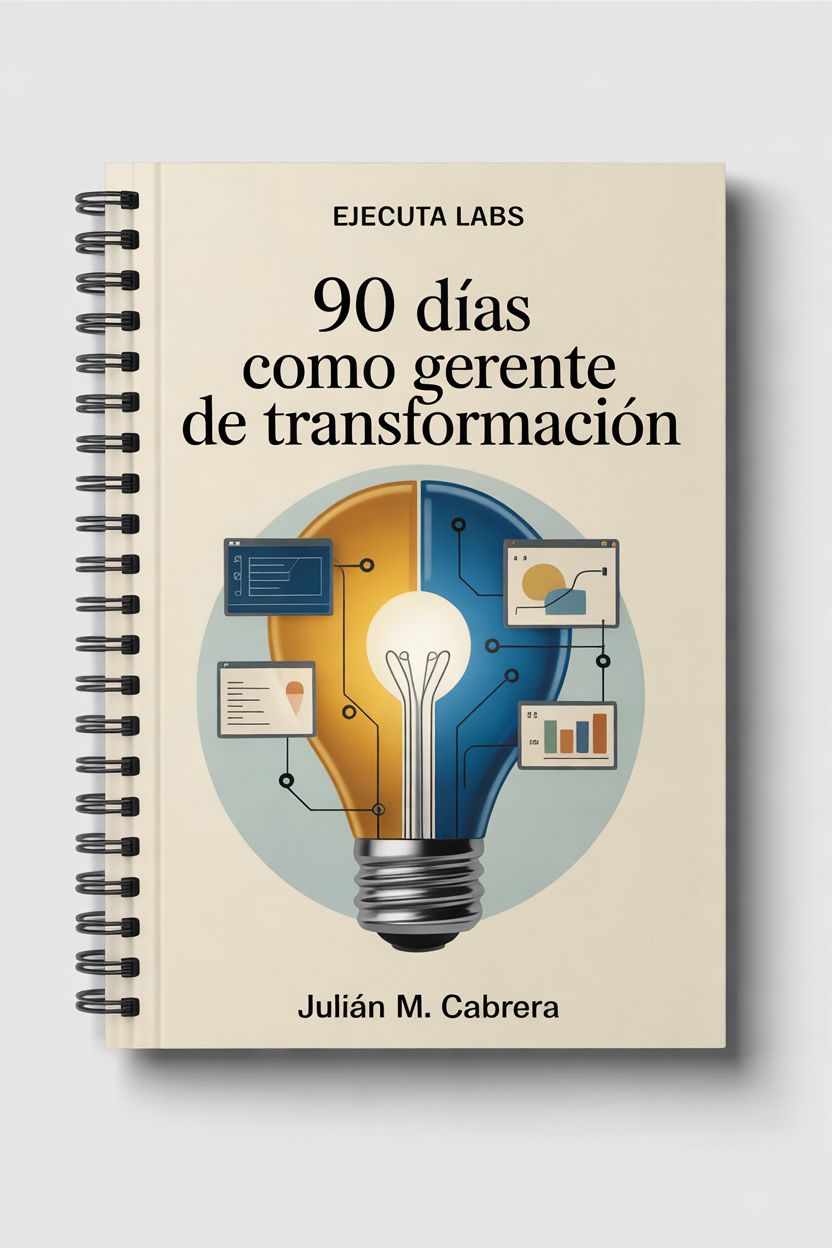 EJECUTA LABS
90 días
como gerente
de transformación
Julián M. Cabrera